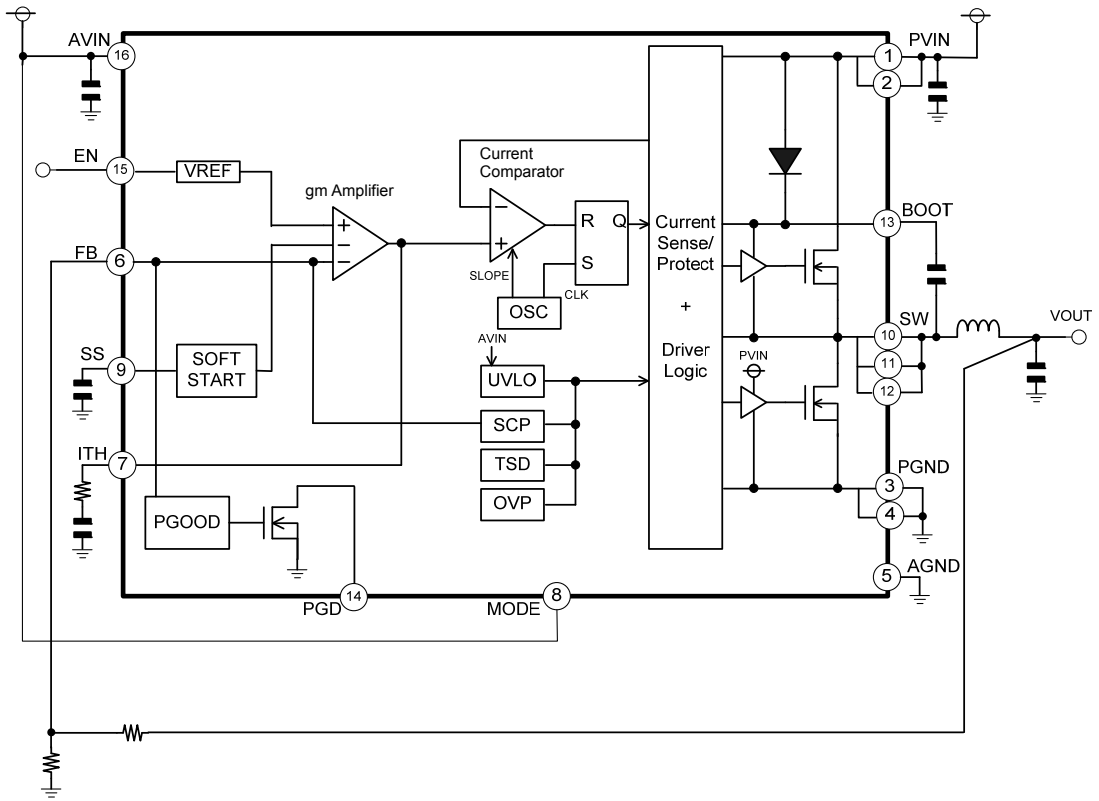 AVIN
16
PVIN
1
2
EN
15
VREF
gm Amplifier
+
−
−
Current
Comparator
−
+
R Q
S
SLOPE
CLK
OSC
Current
Sense/
Protect
+
Driver
Logic
13
BOOT
FB
6
SW
10
11
12
VOUT
SS
9
SOFT
START
AVIN
UVLO
SCP
TSD
OVP
PVIN
ITH
7
PGOOD
PGND
3
4
AGND
5
PGD
14
MODE
8